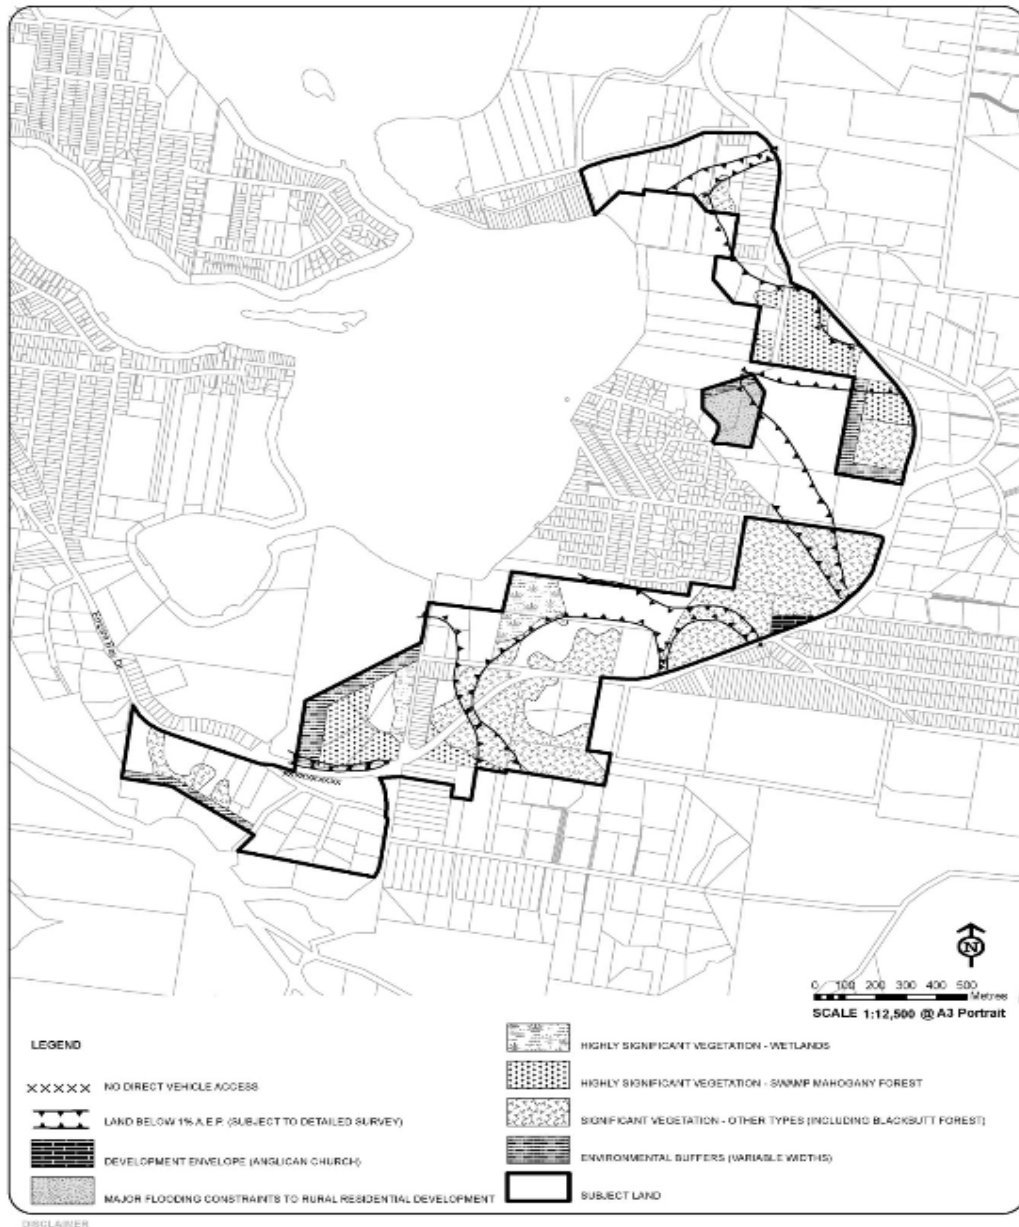 N
0 100 200 300 400 500
Metres
SCALE 1:12,500 @ A3 Portrait
LEGEND
NO DIRECT VEHICLE ACCESS
LAND BELOW 1% A.E.P. (SUBJECT TO DETAILED SURVEY)
DEVELOPMENT ENVELOPE (ANGLICAN CHURCH)
MAJOR FLOODING CONSTRAINTS TO RURAL RESIDENTIAL DEVELOPMENT
HIGHLY SIGNIFICANT VEGETATION - WETLANDS
HIGHLY SIGNIFICANT VEGETATION - SWAMP MAHOGANY FOREST
SIGNIFICANT VEGETATION - OTHER TYPES (INCLUDING BLACKBUTT FOREST)
ENVIRONMENTAL BUFFERS (VARIABLE WIDTHS)
SUBJECT LAND
DISCLAIMER